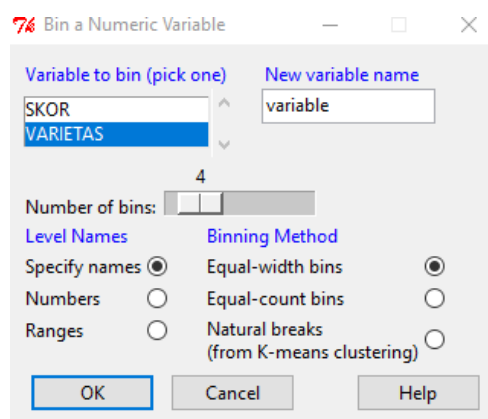 Bin a Numeric Variable
Variable to bin (pick one) New variable name
SKOR variable
VARIETAS
4
Number of bins:
Level Names Binning Method
Specify names Equal-width bins
Numbers Equal-count bins
Ranges Natural breaks
(from K-means clustering)
OK Cancel Help